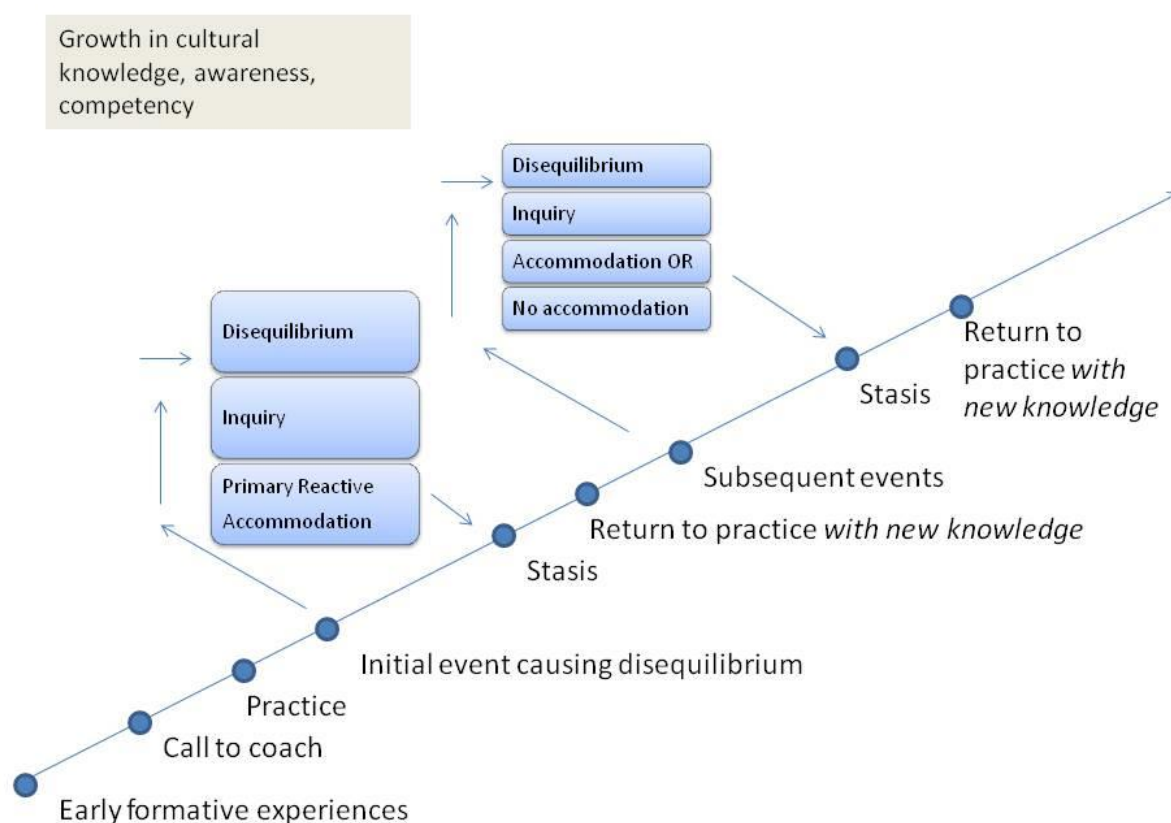 Growth in cultural
knowledge, awareness,
competency
Disequilibrium
Inquiry
Accommodation OR
No accommodation
Disequilibrium
Inquiry
Primary Reactive
Accommodation
Return to
practice with
new knowledge
Stasis
Subsequent events
Return to practice with new knowledge
Stasis
Initial event causing disequilibrium
Practice
Call to coach
Early formative experiences